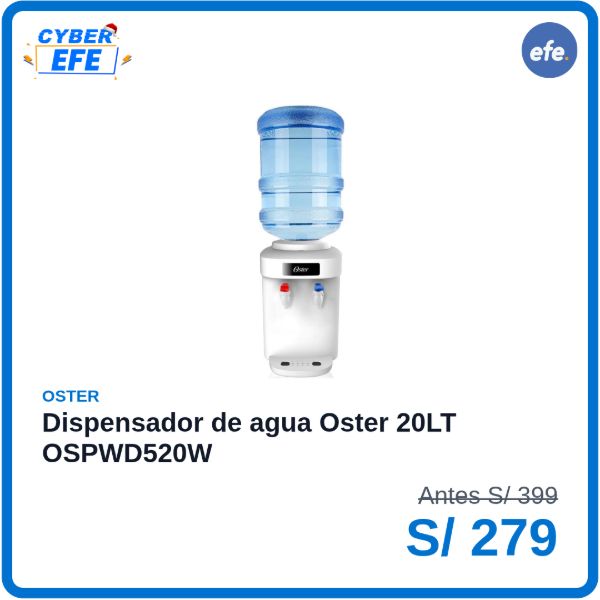 CYBER
EFE
efe.
Oster
OSTER
Dispensador de agua Oster 20LT
OSPWD520W
Antes S/ 399
S/ 279